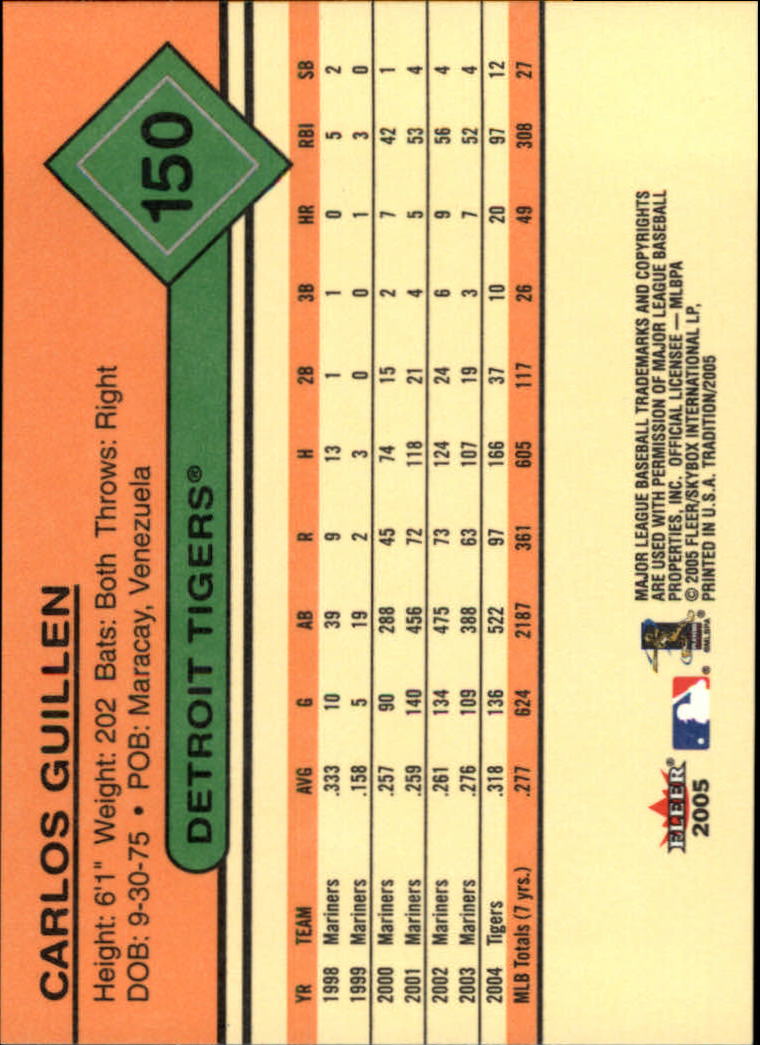 CARLOS GUILLEN
Height: 6'1" Weight: 202 Bats: Both Throws: Right
DOB: 9-30-75 • POB: Maracay, Venezuela
150
DETROIT TIGERS®
YR TEAM AVG G AB R H 2B 3B HR RBI SB
1998 Mariners .333 10 39 9 13 1 1 0 5 2
1999 Mariners .158 5 19 2 3 0 0 1 3 0
2000 Mariners .257 90 288 45 74 15 2 7 42 1
2001 Mariners .259 140 456 72 118 21 4 5 53 4
2002 Mariners .261 134 475 73 124 24 6 9 56 4
2003 Mariners .276 109 388 63 107 19 3 7 52 4
2004 Tigers .318 136 522 97 166 37 10 20 97 12
MLB Totals (7 yrs.) .277 624 2187 361 605 117 26 49 308 27
FLEER®
2005
®
©MLBPA
MAJOR LEAGUE BASEBALL TRADEMARKS AND COPYRIGHTS
ARE USED WITH PERMISSION OF MAJOR LEAGUE BASEBALL
PROPERTIES, INC. OFFICIAL LICENSEE — MLBPA
© 2005 FLEER/SKYBOX INTERNATIONAL LP,
PRINTED IN U.S.A. TRADITION/2005